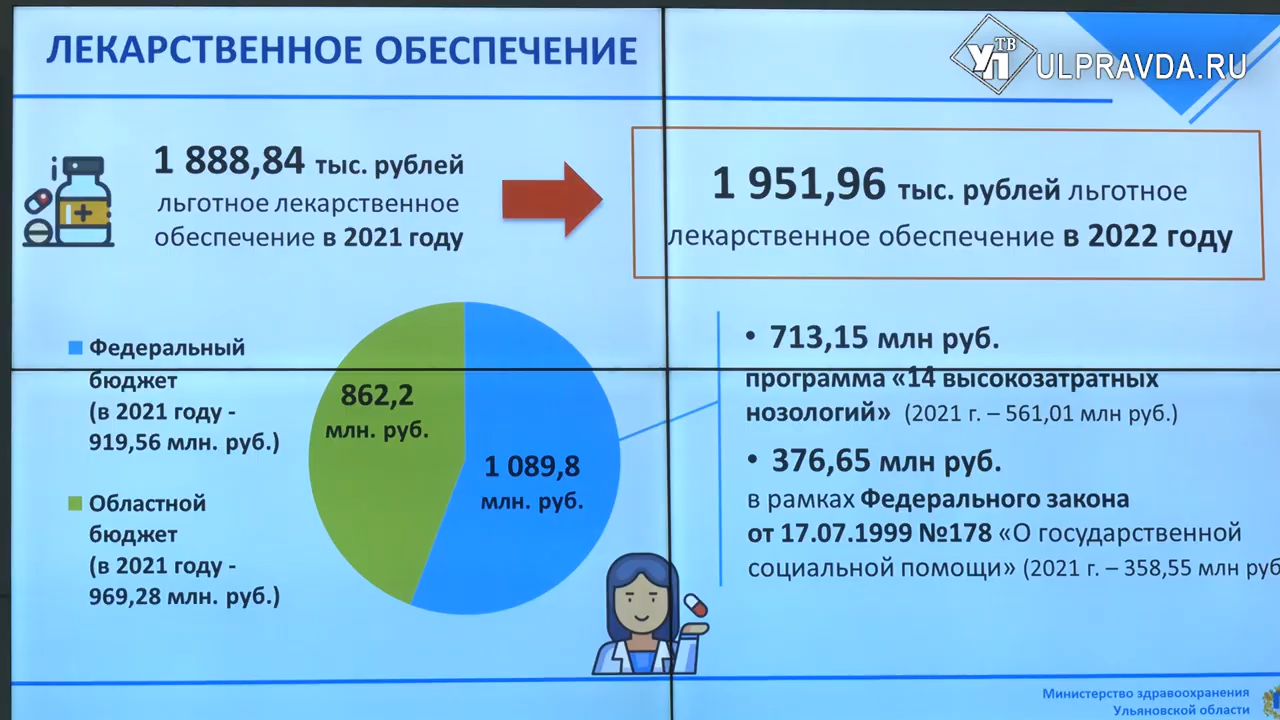 ЛЕКАРСТВЕННОЕ ОБЕСПЕЧЕНИЕ
УП ТВ
ULPRAVDA.RU
1 888,84 тыс. рублей
льготное лекарственное
обеспечение в 2021 году
1 951,96 тыс. рублей льготное
лекарственное обеспечение в 2022 году
Федеральный
бюджет
(в 2021 году -
919,56 млн. руб.)
Областной
бюджет
(в 2021 году -
969,28 млн. руб.)
862,2
млн. руб.
1 089,8
млн. руб.
• 713,15 млн руб.
программа «14 высокозатратных
нозологий» (2021 г. – 561,01 млн руб.)
• 376,65 млн руб.
в рамках Федерального закона
от 17.07.1999 №178 «О государственной
социальной помощи» (2021 г. – 358,55 млн руб
Министерство здравоохранения
Ульяновской области